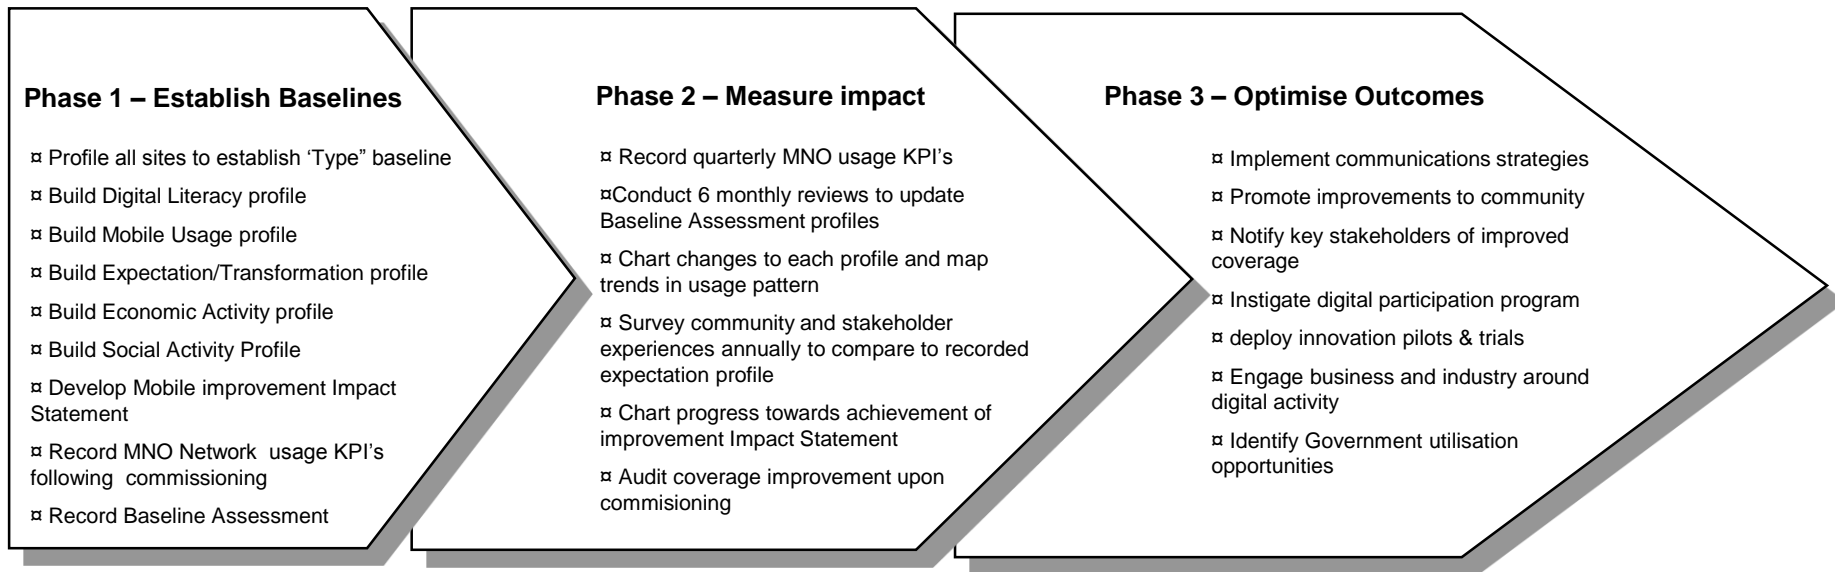 Phase 1 – Establish Baselines
¤ Profile all sites to establish ‘Type” baseline
¤ Build Digital Literacy profile
¤ Build Mobile Usage profile
¤ Build Expectation/Transformation profile
¤ Build Economic Activity profile
¤ Build Social Activity Profile
¤ Develop Mobile improvement Impact
Statement
¤ Record MNO Network usage KPI’s
following commissioning
¤ Record Baseline Assessment
Phase 2 – Measure impact
¤ Record quarterly MNO usage KPI’s
¤Conduct 6 monthly reviews to update
Baseline Assessment profiles
¤ Chart changes to each profile and map
trends in usage pattern
¤ Survey community and stakeholder
experiences annually to compare to recorded
expectation profile
¤ Chart progress towards achievement of
improvement Impact Statement
¤ Audit coverage improvement upon
commisioning
Phase 3 – Optimise Outcomes
¤ Implement communications strategies
¤ Promote improvements to community
¤ Notify key stakeholders of improved
coverage
¤ Instigate digital participation program
¤ deploy innovation pilots & trials
¤ Engage business and industry around
digital activity
¤ Identify Government utilisation
opportunities